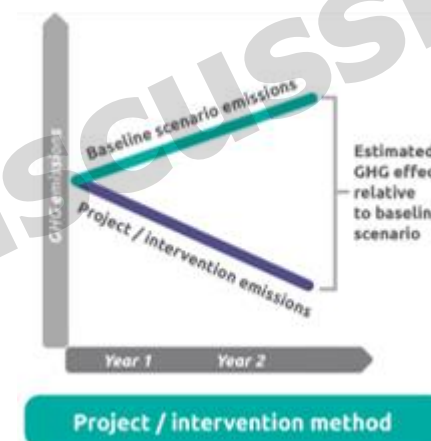 GHG emissions
Baseline scenario emissions
Project / intervention emissions
Estimated
GHG effec
relative
to baselin
scenario
Year 1 Year 2
Project / intervention method